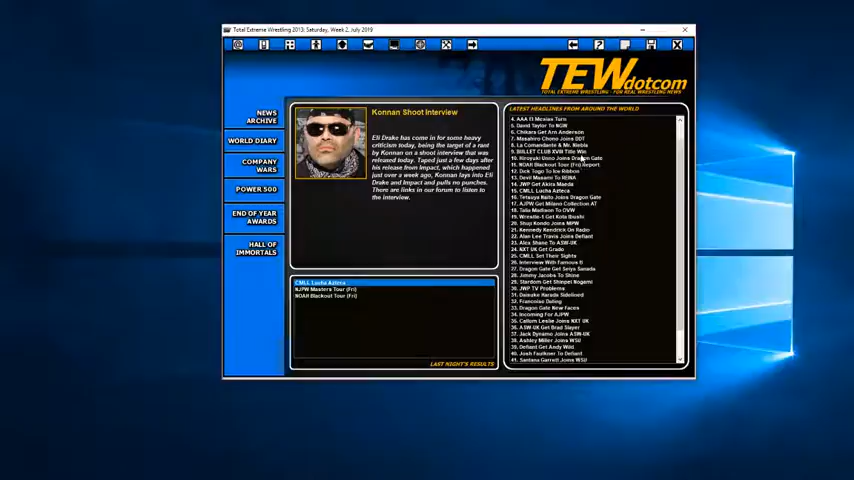 Total Extreme Wrestling 2013: Saturday, Week 2, July 2019
TEWdotcom
TOTAL EXTREME WRESTLING - FOR REAL WRESTLING NEWS
NEWS
ARCHIVE
WORLD DIARY
COMPANY
WARS
POWER 500
END OF YEAR
AWARDS
HALL OF
IMMORTALS
Konnan Shoot Interview
Eli Drake has come in for some heavy
criticism today, being the target of a rant
by Konnan on a shoot interview that was
released today. Taped just a few days after
his release from Impact, which happened
just over a week ago, Konnan lays into Eli
Drake and Impact and pulls no punches.
There are links in our forum to listen to
the interview.
CMLL Lucha Azteca
NJPW Masters Tour (Fri)
NOAH Blackout Tour (Fri)
LAST NIGHT'S RESULTS
LATEST HEADLINES FROM AROUND THE WORLD
4. AAA El Mesias Turn
5. David Taylor To NGW
6. Chikara Get Arn Anderson
7. Masahiro Chono Joins DDT
8. La Comandante & Mr. Niebla
9. BULLET CLUB XVIII Title Win
10. Hiroyuki Unno Joins Dragon Gate
11. NOAH Blackout Tour (Fri) Report
12. Dick Togo To Ice Ribbon
13. Devil Masami To REINA
14. JWP Get Akira Maeda
15. CMLL Lucha Azteca
16. Tetsuya Naito Joins Dragon Gate
17. AJPW Get Milano Collection AT
18. Taka Madison To OVW
19. Wrestle-1 Get Kota Ibushi
20. Shuji Kondo Joins MPW
21. Kennedy Kendrick On Radio
22. Alan Lee Travis Joins Defiant
23. Alex Shane To ASW-UK
24. NXT UK Get Grado
25. CMLL Set Their Sights
26. Interview With Famous B
27. Dragon Gate Get Seiya Sanada
28. Jimmy Jacobs To Shine
29. Stardom Get Shinpei Nogami
30. JWP TV Problems
31. Daisuke Harada Sidelined
32. Francoise Dating
33. Dragon Gate New Faces
34. Incoming For AJPW
35. Callum Leslie Joins NXT UK
36. ASW-UK Get Brad Slayer
37. Jack Dynamo Joins ASW-UK
38. Ashley Miller Joins WSU
39. Defiant Get Andy Wild
40. Josh Faulkner To Defiant
41. Santana Garrett Joins WSU